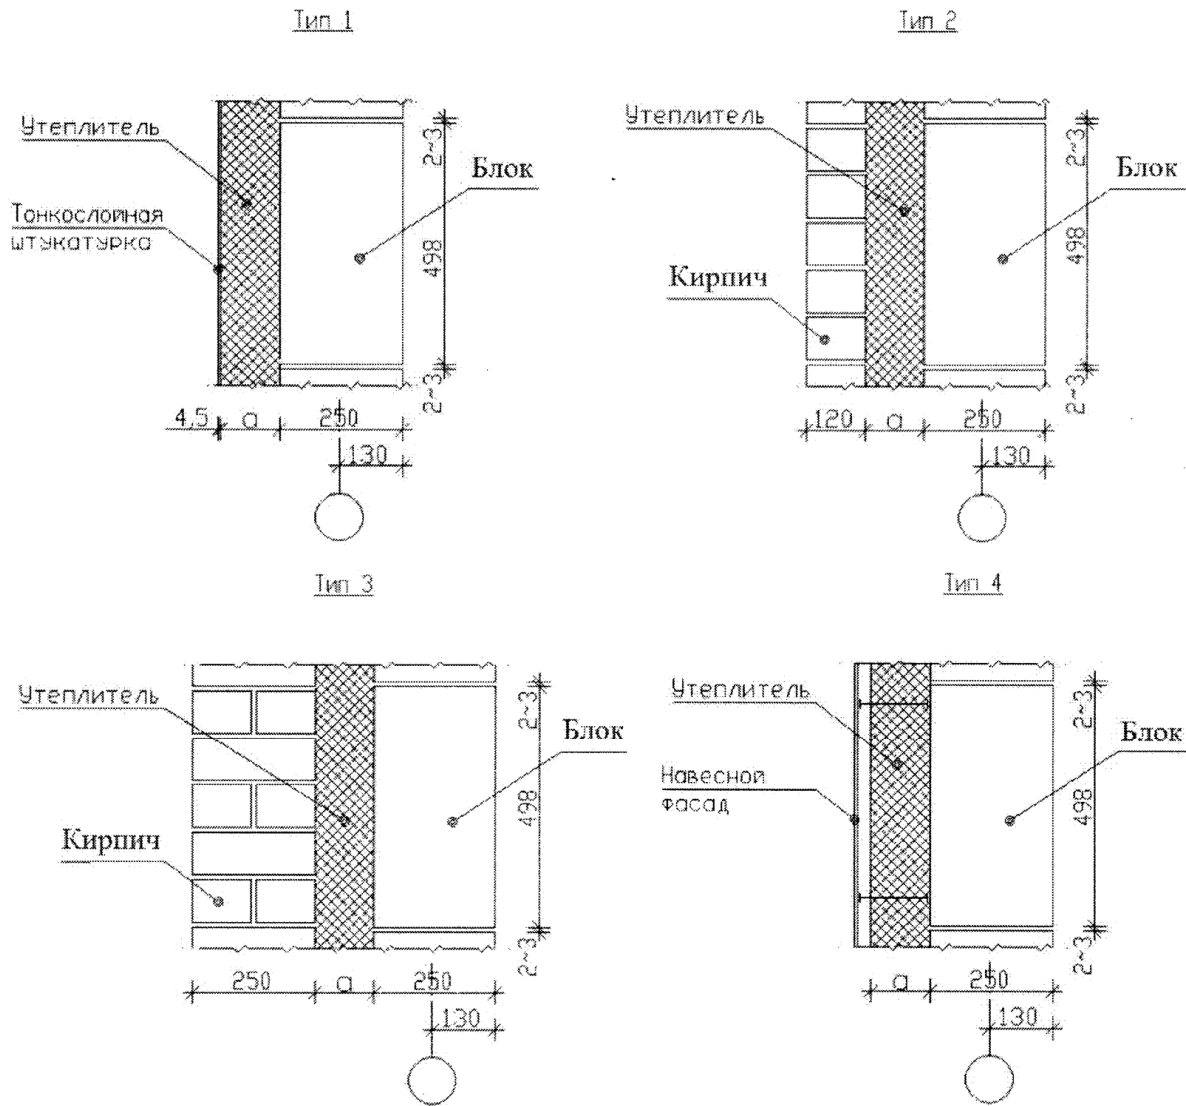 Тип 1
Утеплитель
Блок
Тонкослойная
штукатурка
2~3
498
2~3
4,5
а
250
130
Тип 2
Утеплитель
Блок
Кирпич
2~3
498
2~3
120
а
250
130
Тип 3
Утеплитель
Блок
Кирпич
2~3
498
2~3
250
а
250
130
Тип 4
Утеплитель
Блок
Навесной
фасад
2~3
498
2~3
а
250
130